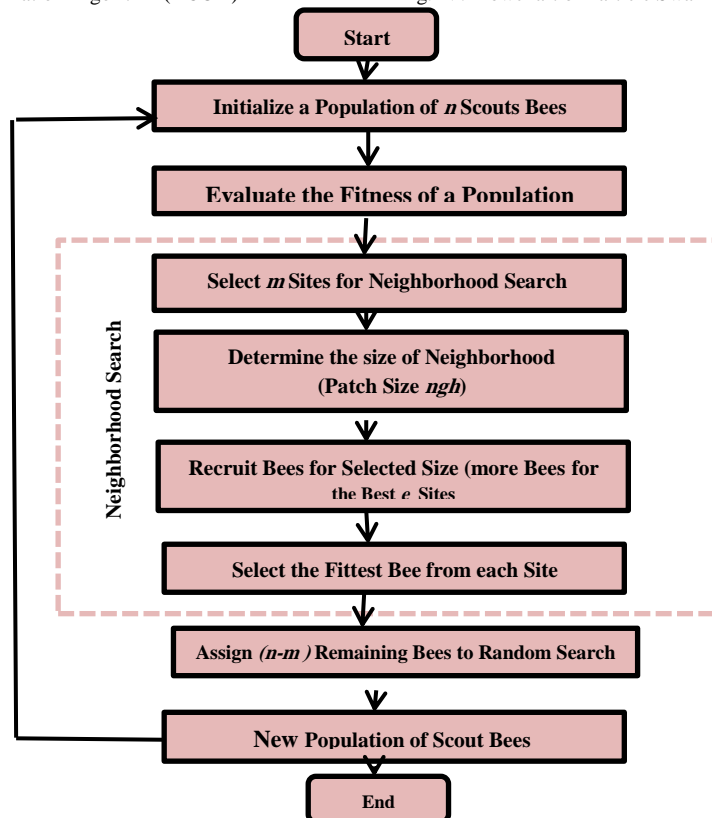 Start
Initialize a Population of n Scouts Bees
Evaluate the Fitness of a Population
Select m Sites for Neighborhood Search
Determine the size of Neighborhood
(Patch Size ngh)
Recruit Bees for Selected Size (more Bees for
the Best e Sites
Select the Fittest Bee from each Site
Neighborhood Search
Assign (n-m ) Remaining Bees to Random Search
New Population of Scout Bees
End